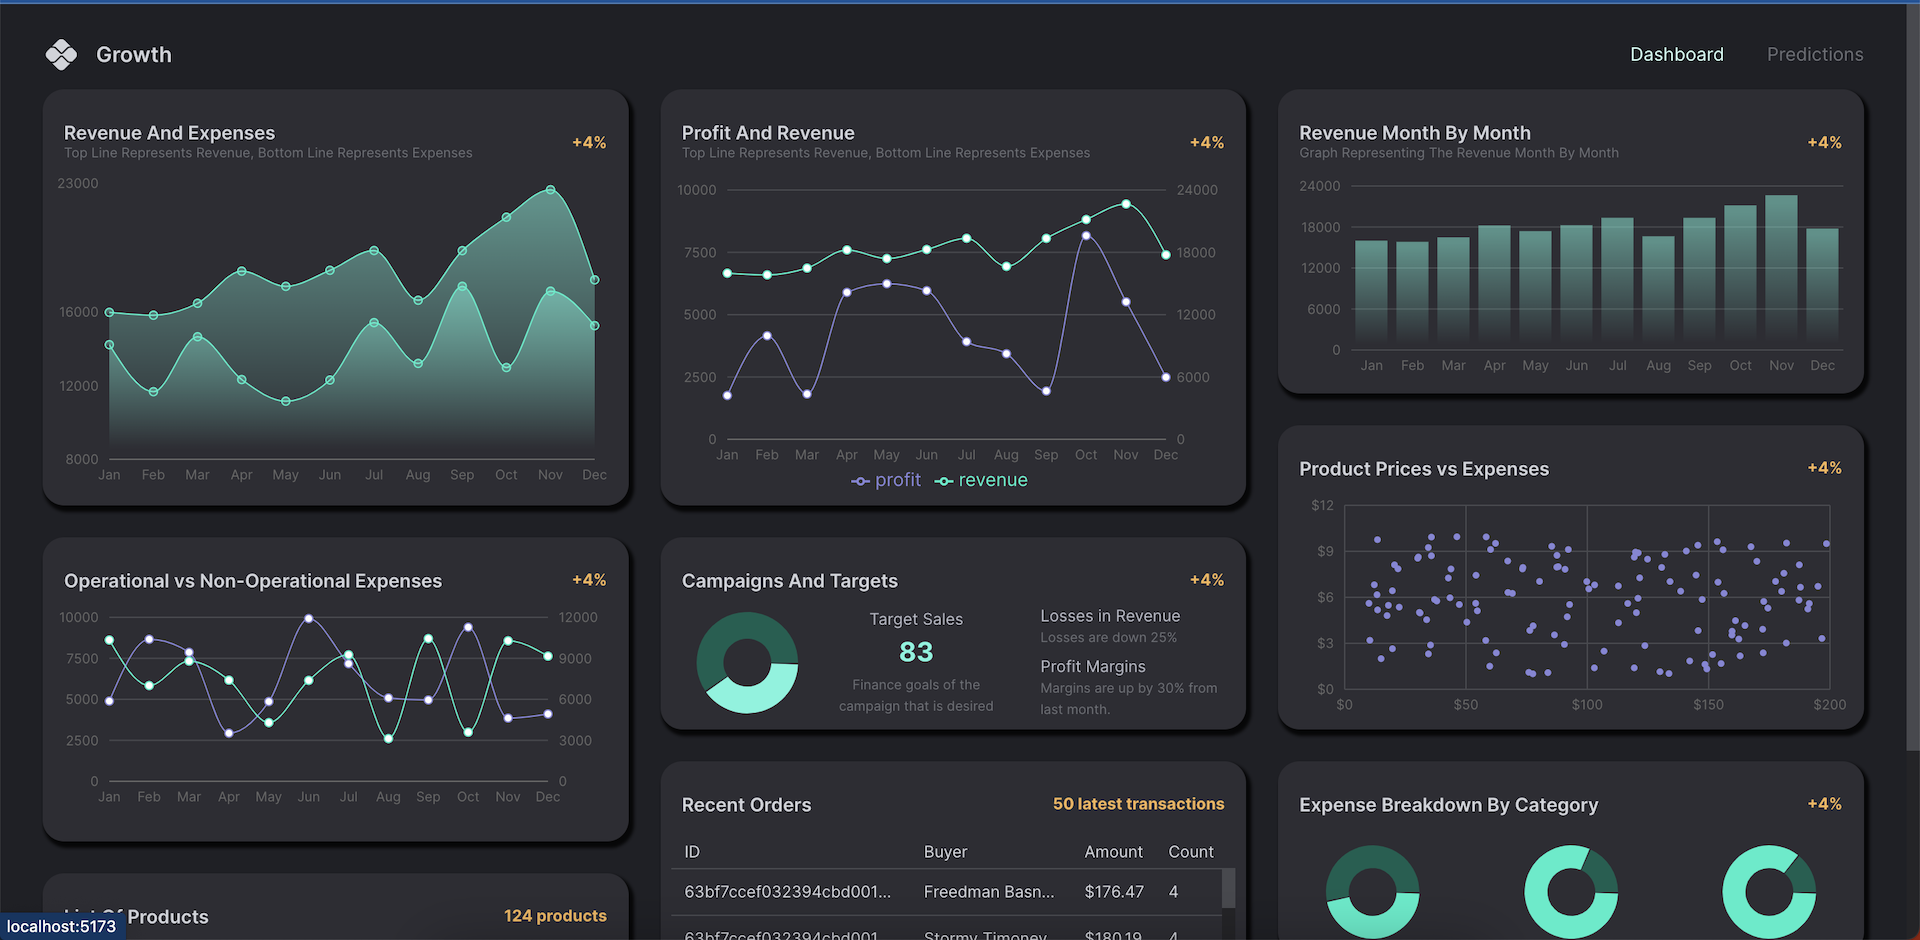 Growth
Dashboard
Predictions
Revenue And Expenses
Top Line Represents Revenue, Bottom Line Represents Expenses
+4%
23000
16000
12000
8000
Jan Feb Mar Apr May Jun Jul Aug Sep Oct Nov Dec
Profit And Revenue
Top Line Represents Revenue, Bottom Line Represents Expenses
+4%
10000 24000
7500 18000
5000 12000
2500 6000
0 0
Jan Feb Mar Apr May Jun Jul Aug Sep Oct Nov Dec
profit revenue
Revenue Month By Month
Graph Representing The Revenue Month By Month
+4%
24000
18000
12000
6000
0
Jan Feb Mar Apr May Jun Jul Aug Sep Oct Nov Dec
Operational vs Non-Operational Expenses
+4%
10000 12000
7500 9000
5000 6000
2500 3000
0 0
Jan Feb Mar Apr May Jun Jul Aug Sep Oct Nov Dec
Campaigns And Targets
+4%
Target Sales
83
Finance goals of the
campaign that is desired
Losses in Revenue
Losses are down 25%
Profit Margins
Margins are up by 30% from
last month.
Product Prices vs Expenses
+4%
$12
$9
$6
$3
$0
$0 $50 $100 $150 $200
Recent Orders
50 latest transactions
ID Buyer Amount Count
63bf7ccef032394cbd001... Freedman Basn... $176.47 4
63bf7ccef032394cbd001 Stormy Timoney $180.19 4
Expense Breakdown By Category
+4%
List Of Products
124 products
localhost:5173